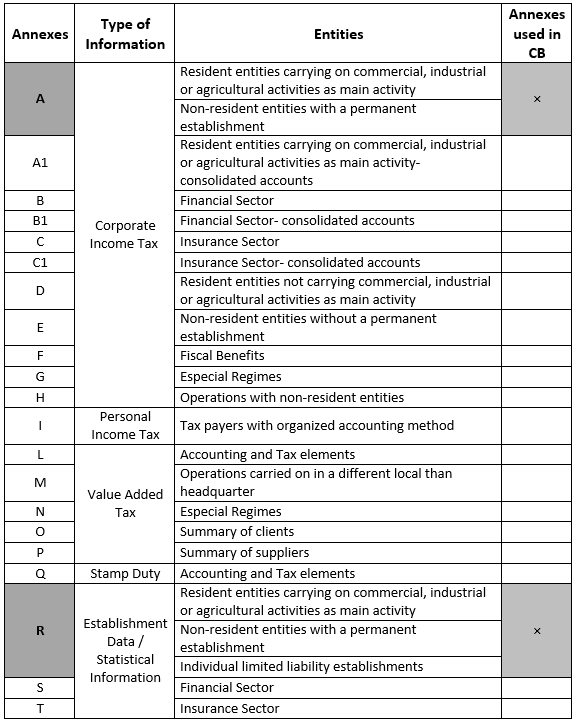 Annexes
Type of
Information
Entities
Annexes
used in
CB
A
Corporate
Income Tax
Resident entities carrying on commercial, industrial
or agricultural activities as main activity
Non-resident entities with a permanent
establishment
×
A1
Resident entities carrying on commercial, industrial
or agricultural activities as main activity-
consolidated accounts
B
Financial Sector
B1
Financial Sector- consolidated accounts
C
Insurance Sector
C1
Insurance Sector- consolidated accounts
D
Resident entities not carrying commercial, industrial
or agricultural activities as main activity
E
Non-resident entities without a permanent
establishment
F
Fiscal Benefits
G
Especial Regimes
H
Operations with non-resident entities
I
Personal
Income Tax
Tax payers with organized accounting method
L
Value Added
Tax
Accounting and Tax elements
M
Operations carried on in a different local than
headquarter
N
Especial Regimes
O
Summary of clients
P
Summary of suppliers
Q
Stamp Duty
Accounting and Tax elements
R
Establishment
Data /
Statistical
Information
Resident entities carrying on commercial, industrial
or agricultural activities as main activity
Non-resident entities with a permanent
establishment
Individual limited liability establishments
×
S
Financial Sector
T
Insurance Sector